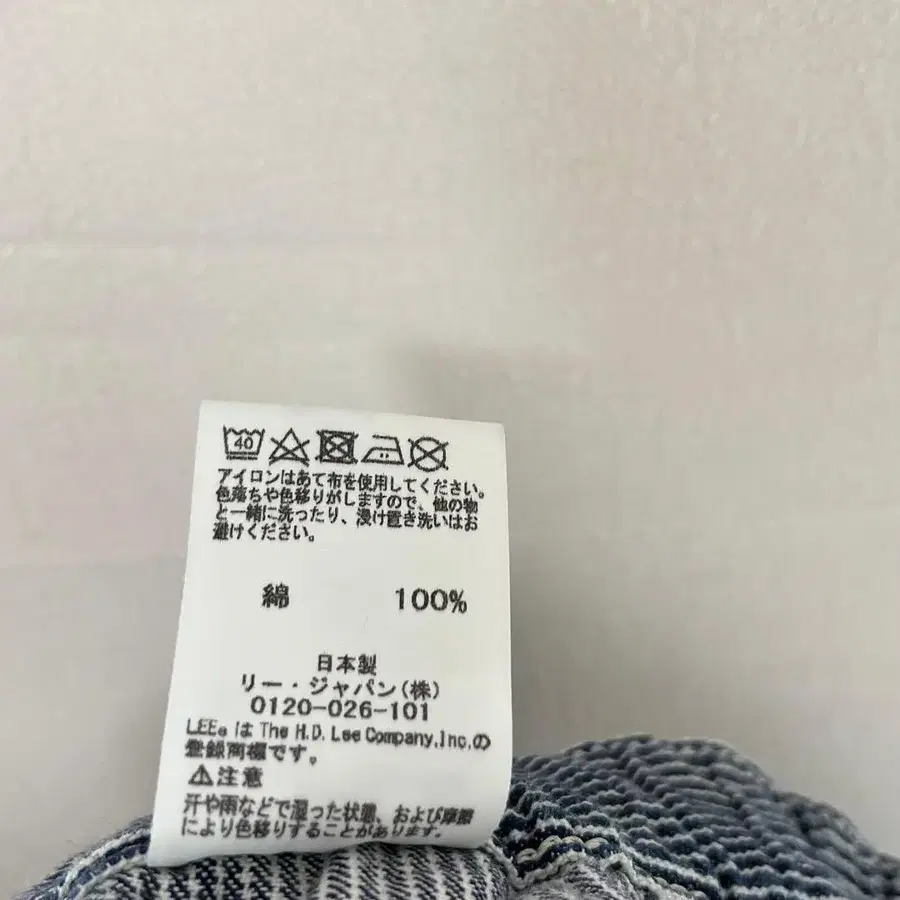 40
アイロンはあて布を使用してください。
色落ちや色移りがしますので、他の物
と一緒に洗ったり、浸け置き洗いはお
避けください。
綿 100%
日本製
リー・ジャパン(株)
0120-026-101
LEE® は The H.D. Lee Company,Inc.の
登録商標です。
⚠注意
汗や雨などで湿った状態、および摩擦
により色移りすることがあります。